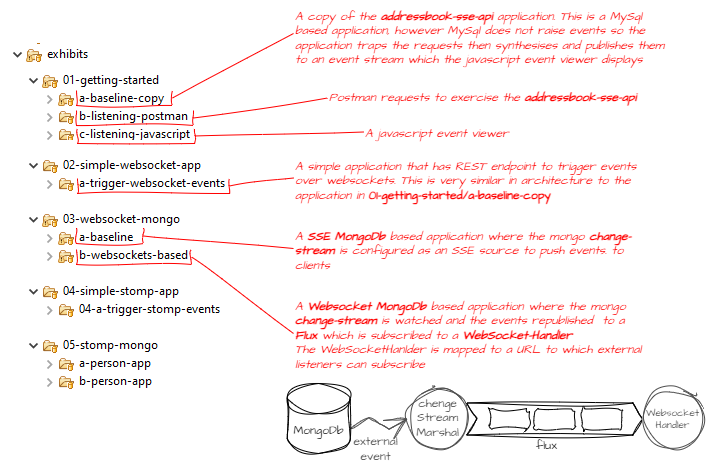 A copy of the addressbook-sse-api application. This is a MySql
based application, however MySql does not raise events so the
application traps the requests then synthesises and publishes them
to an event stream which the javascript event viewer displays
exhibits
01-getting-started
a-baseline-copy
b-listening-postman
Postman requests to exercise the addressbook-sse-api
c-listening-javascript
A javascript event viewer
02-simple-websocket-app
a-trigger-websocket-events
A simple application that has REST endpoint to trigger events
over websockets. This is very similar in architecture to the
application in 01-getting-started/a-baseline-copy
03-websocket-mongo
a-baseline
b-websockets-based
A SSE MongoDb based application where the mongo change-
stream is configured as an SSE source to push events. to
clients
04-simple-stomp-app
04-a-trigger-stomp-events
A Websocket MongoDb based application where the mongo
change-stream is watched and the events republished to a
Flux which is subscribed to a WebSocket-Handler
The WebSocketHanlder is mapped to a URL to which external
listeners can subscribe
05-stomp-mongo
a-person-app
b-person-app
MongoDb
external
event
chenge
Stream
Marshal
flux
Websocket
Handler